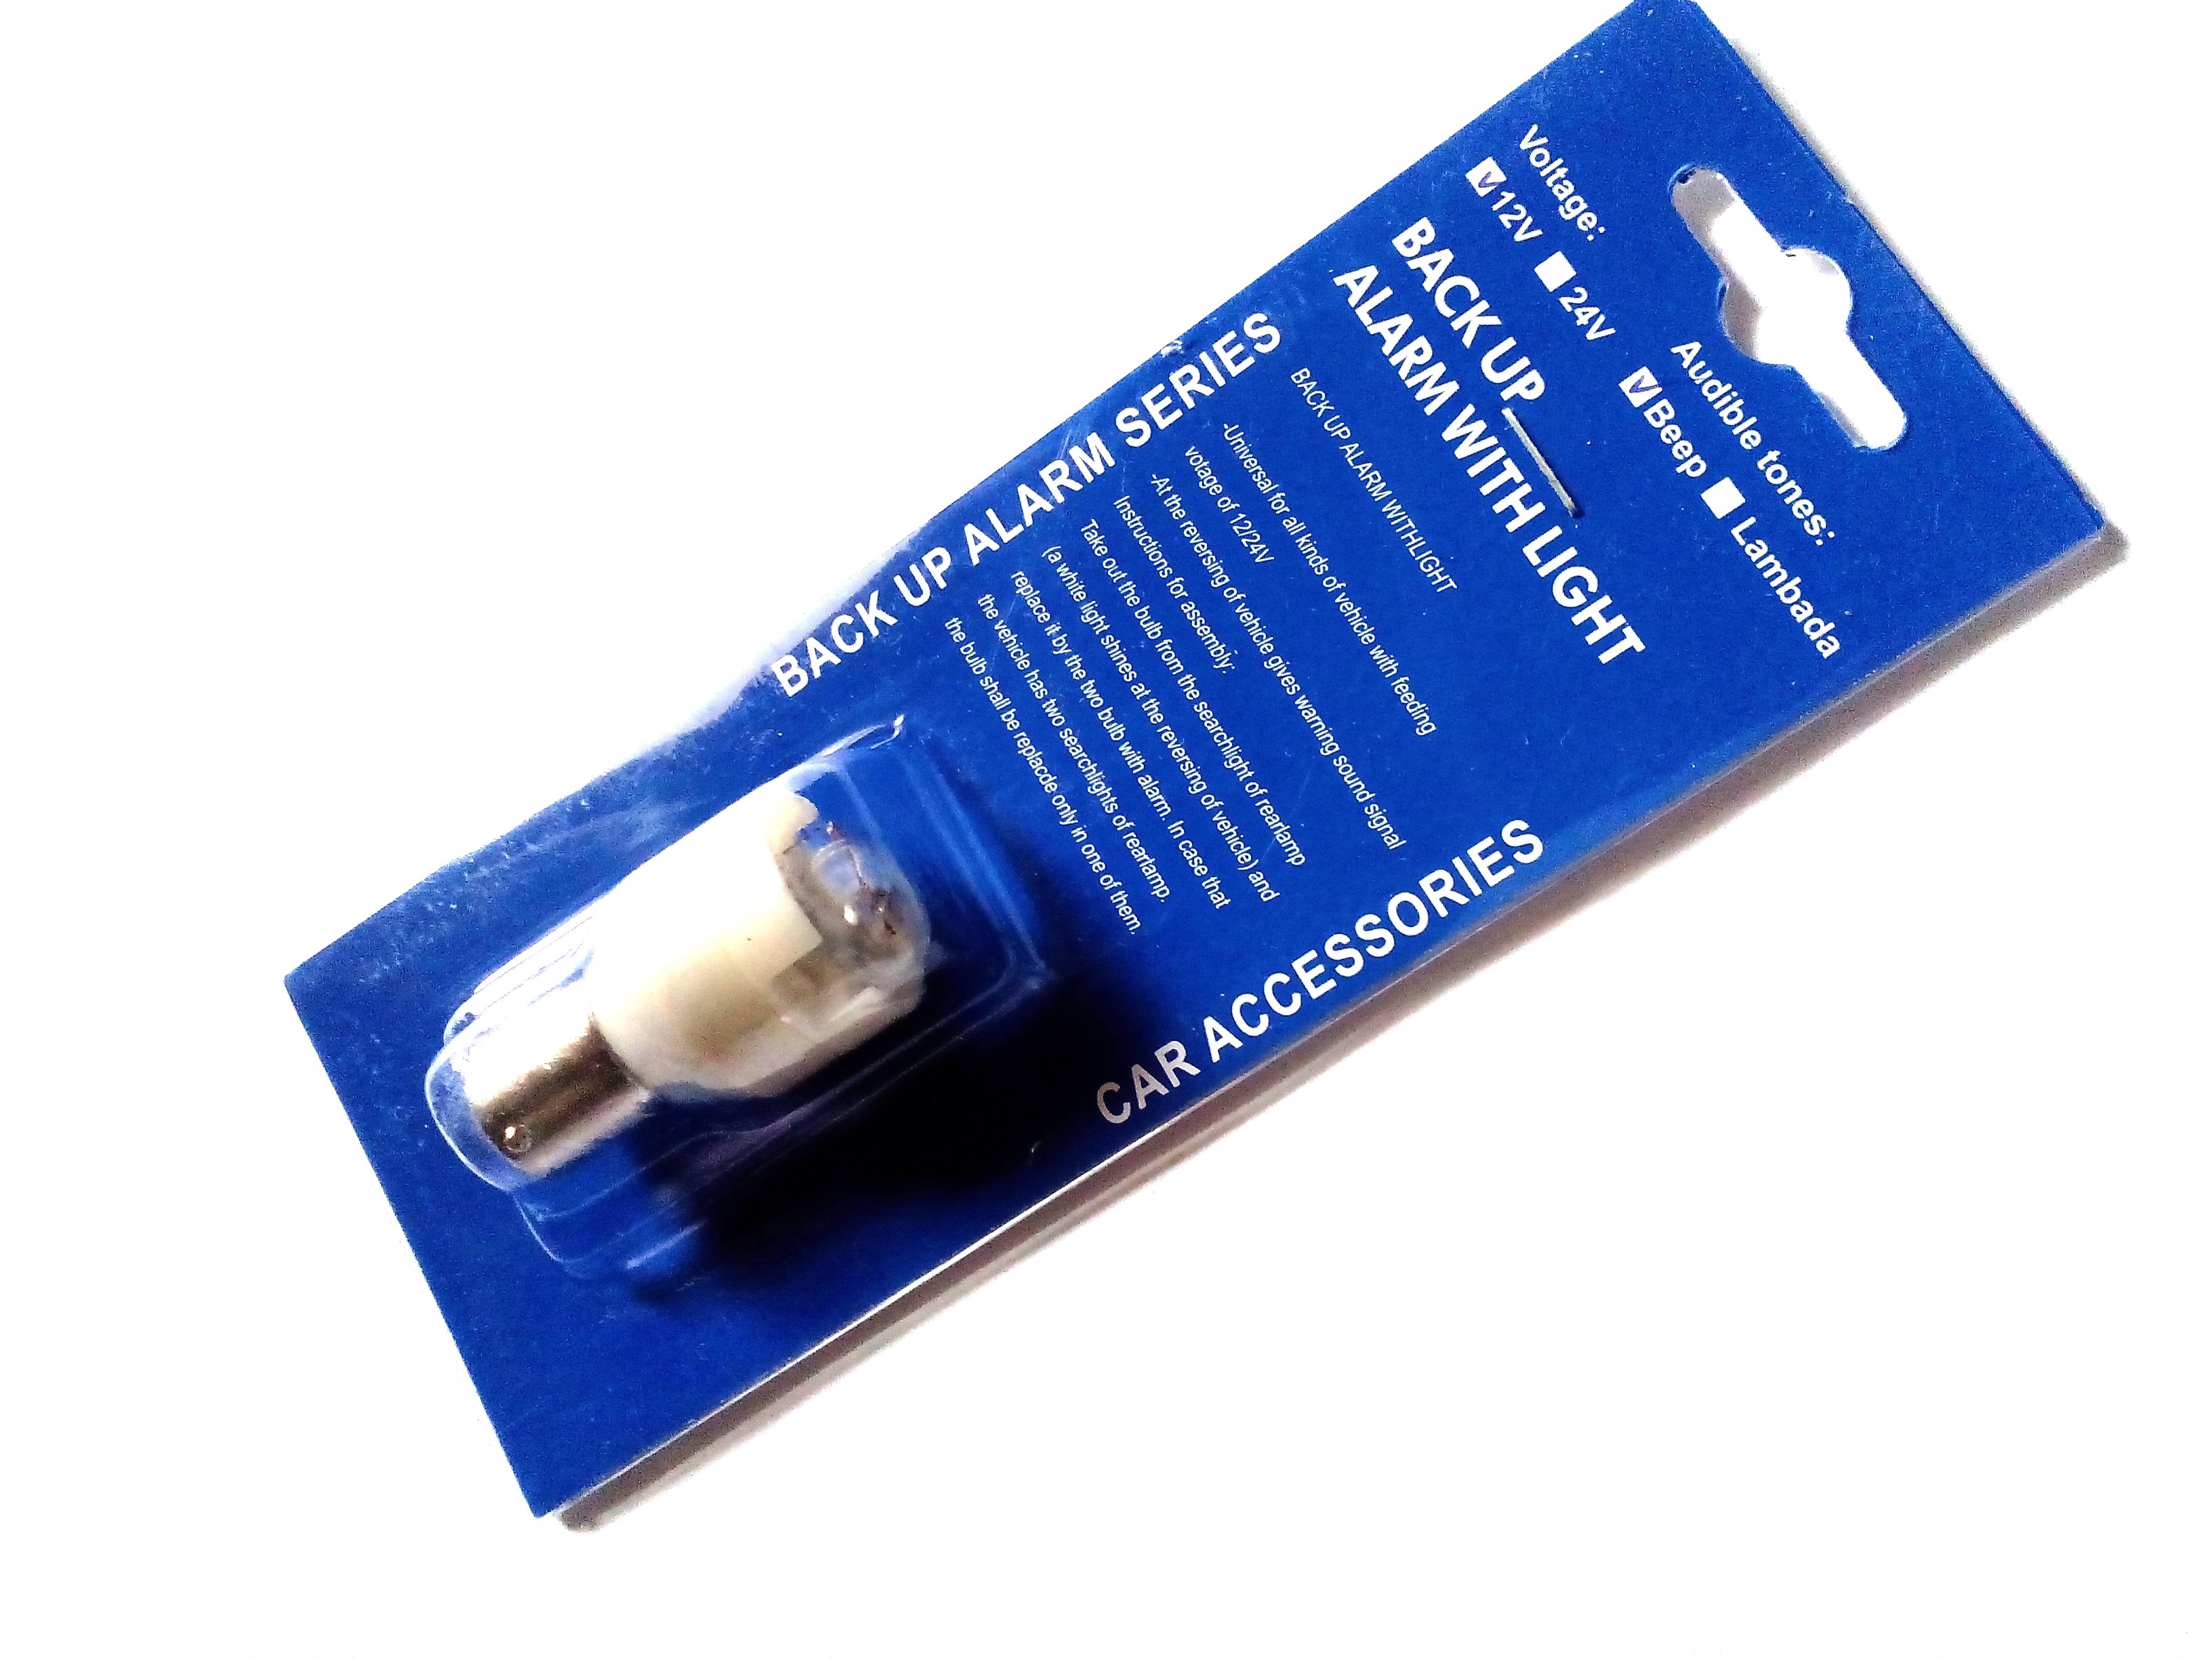 Voltage:
12V 24V
Audible tones:
Beep Lambada
BACK UP
ALARM WITH LIGHT
BACK UP ALARM WITHLIGHT
-Universal for all kinds of vehicle with feeding
votage of 12/24V
-At the reversing of vehicle gives warning sound signal
Instructions for assembly:
Take out the bulb from the searchlight of rearlamp
(a white light shines at the reversing of vehicle) and
replace it by the two bulb with alarm. In case that
the vehicle has two searchlights of rearlamp.
the bulb shall be replacde only in one of them.
BACK UP ALARM SERIES
CAR ACCESSORIES